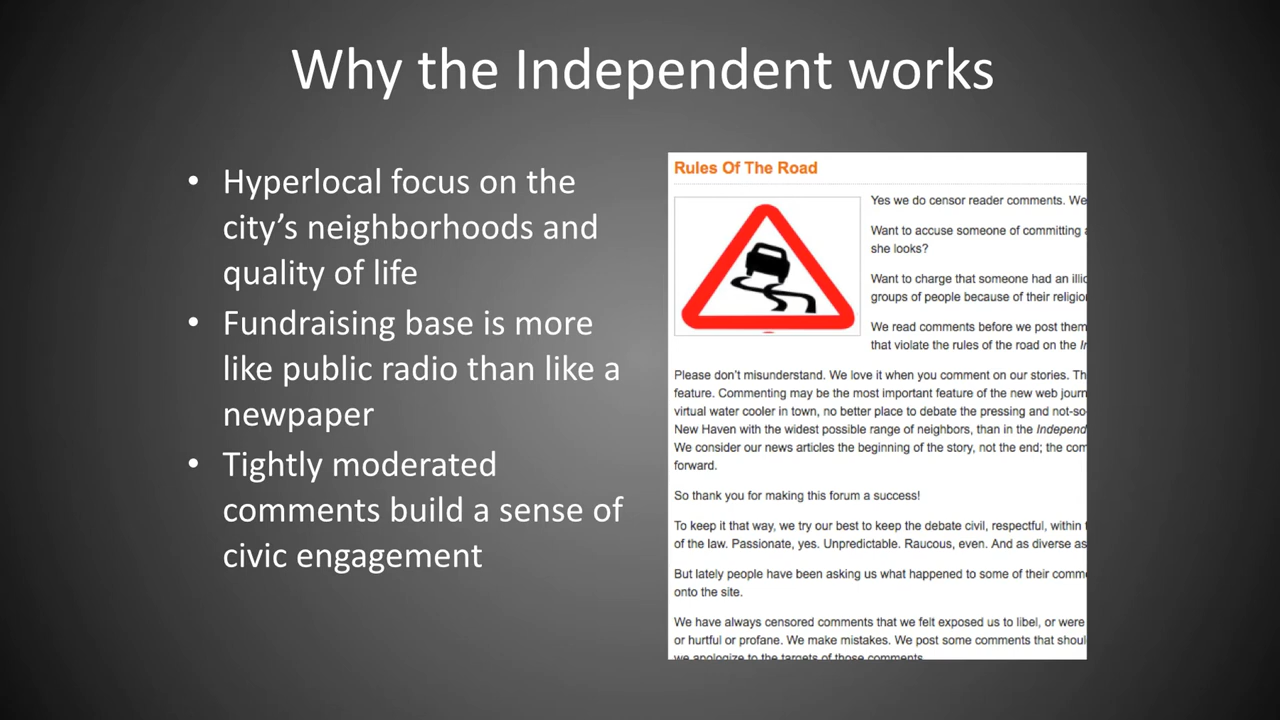 Why the Independent works
• Hyperlocal focus on the
city's neighborhoods and
quality of life
• Fundraising base is more
like public radio than like a
newpaper
• Tightly moderated
comments build a sense of
civic engagement
Rules Of The Road
Yes we do censor reader comments. We
Want to accuse someone of committing
she looks?
Want to charge that someone had an
groups of people because of their
We read comments before we post them
that violate the rules of the road on the
Please don't misunderstand. We love it when you comment on our stories.
feature. Commenting may be the most important feature of the new web
virtual water cooler in town, no better place to debate the pressing and
New Haven with the widest possible range of neighbors, than in the
We consider our news articles the beginning of the story, not the end; the
forward.
So thank you for making this forum a success!
To keep it that way, we try our best to keep the debate civil, respectful, within
of the law. Passionate, yes. Unpredictable. Raucous, even. And as diverse as
But lately people have been asking us what happened to some of their
onto the site.
We have always censored comments that we felt exposed us to libel, or were
or hurtful or profane. We make mistakes. We post some comments that
we apologize to the targets of those comments.